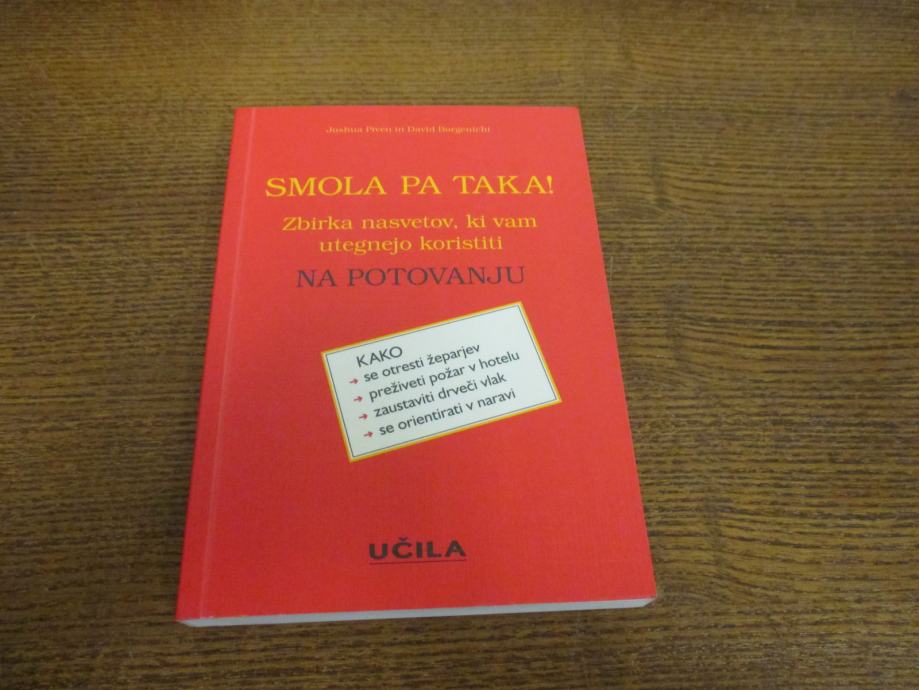 Joshua Piven in David Borgenicht
SMOLA PA TAKA!
Zbirka nasvetov, ki vam
utegnejo koristiti
NA POTOVANJU
KAKO
➔ se otresti žeparjev
➔ preživeti požar v hotelu
➔ zaustaviti drveči vlak
➔ se orientirati v naravi
UČILA